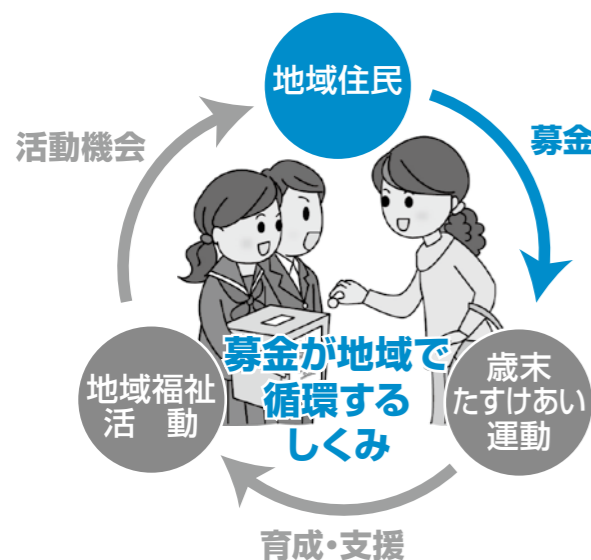 地域住民
活動機会
募金
募金が地域で
循環する
しくみ
地域福祉
活　動
歳末
たすけあい
運動
育成・支援